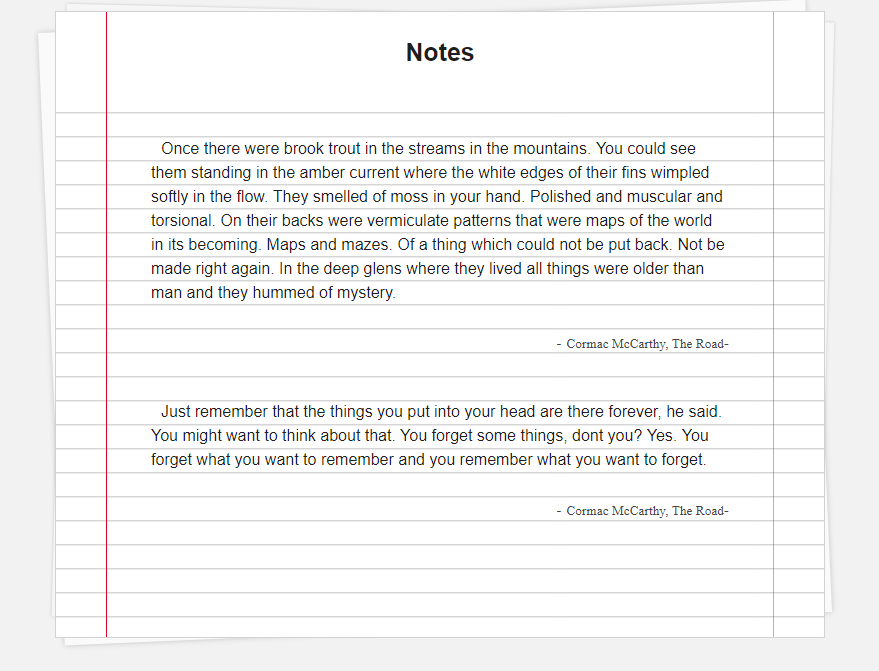 Notes
Once there were brook trout in the streams in the mountains. You could see
them standing in the amber current where the white edges of their fins wimpled
softly in the flow. They smelled of moss in your hand. Polished and muscular and
torsional. On their backs were vermiculate patterns that were maps of the world
in its becoming. Maps and mazes. Of a thing which could not be put back. Not be
made right again. In the deep glens where they lived all things were older than
man and they hummed of mystery.
- Cormac McCarthy, The Road-
Just remember that the things you put into your head are there forever, he said.
You might want to think about that. You forget some things, dont you? Yes. You
forget what you want to remember and you remember what you want to forget.
- Cormac McCarthy, The Road-